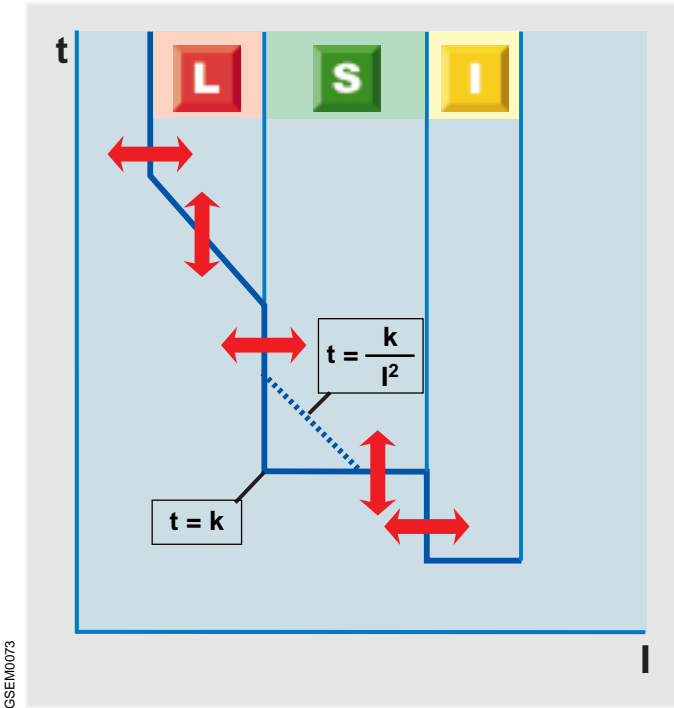 t
L S I
t = k / I²
t = k
I
GSEM0073